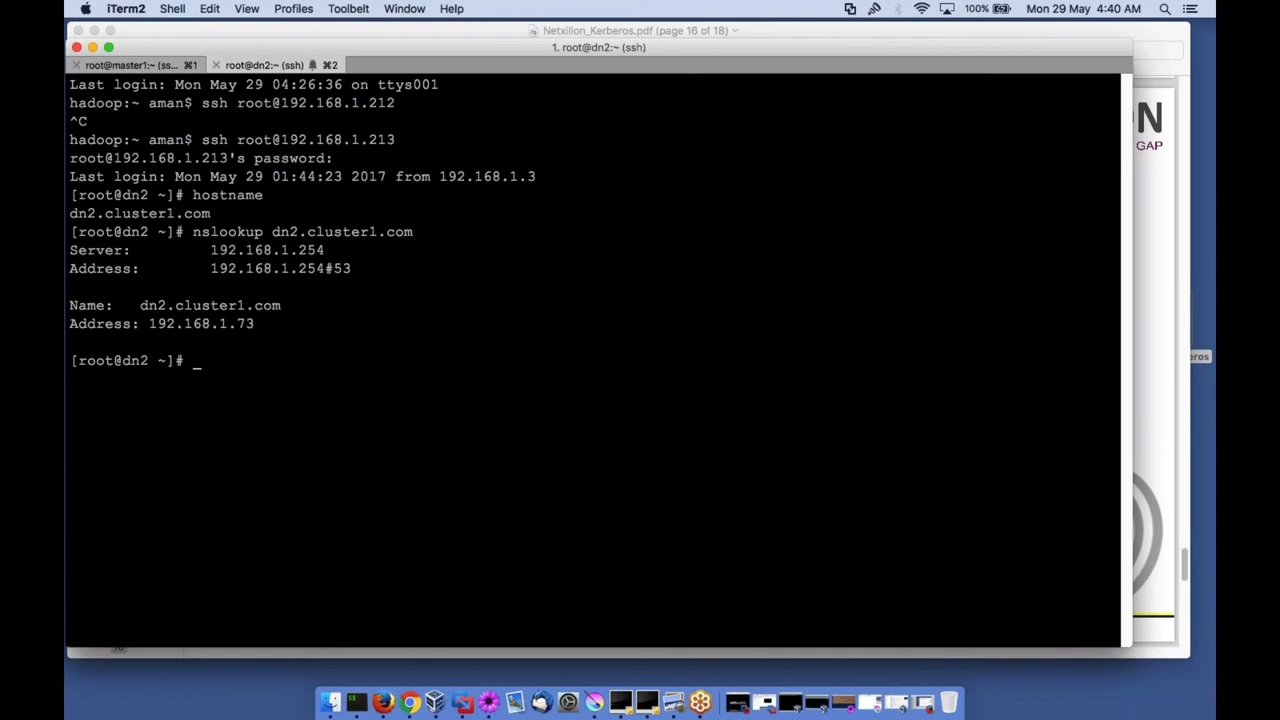 iTerm2 Shell Edit View Profiles Toolbelt Window Help 100% Mon 29 May 4:40 AM
Netxillon_Kerberos.pdf (page 16 of 18)
1. root@dn2:~ (ssh)
root@master1:~ (ss... ⌘1 root@dn2:~ (ssh) ⌘2
Last login: Mon May 29 04:26:36 on ttys001
hadoop:~ aman$ ssh root@192.168.1.212
^C
hadoop:~ aman$ ssh root@192.168.1.213
root@192.168.1.213's password:
Last login: Mon May 29 01:44:23 2017 from 192.168.1.3
[root@dn2 ~]# hostname
dn2.cluster1.com
[root@dn2 ~]# nslookup dn2.cluster1.com
Server: 192.168.1.254
Address: 192.168.1.254#53
Name: dn2.cluster1.com
Address: 192.168.1.73
[root@dn2 ~]# _
ON
GAP
eros